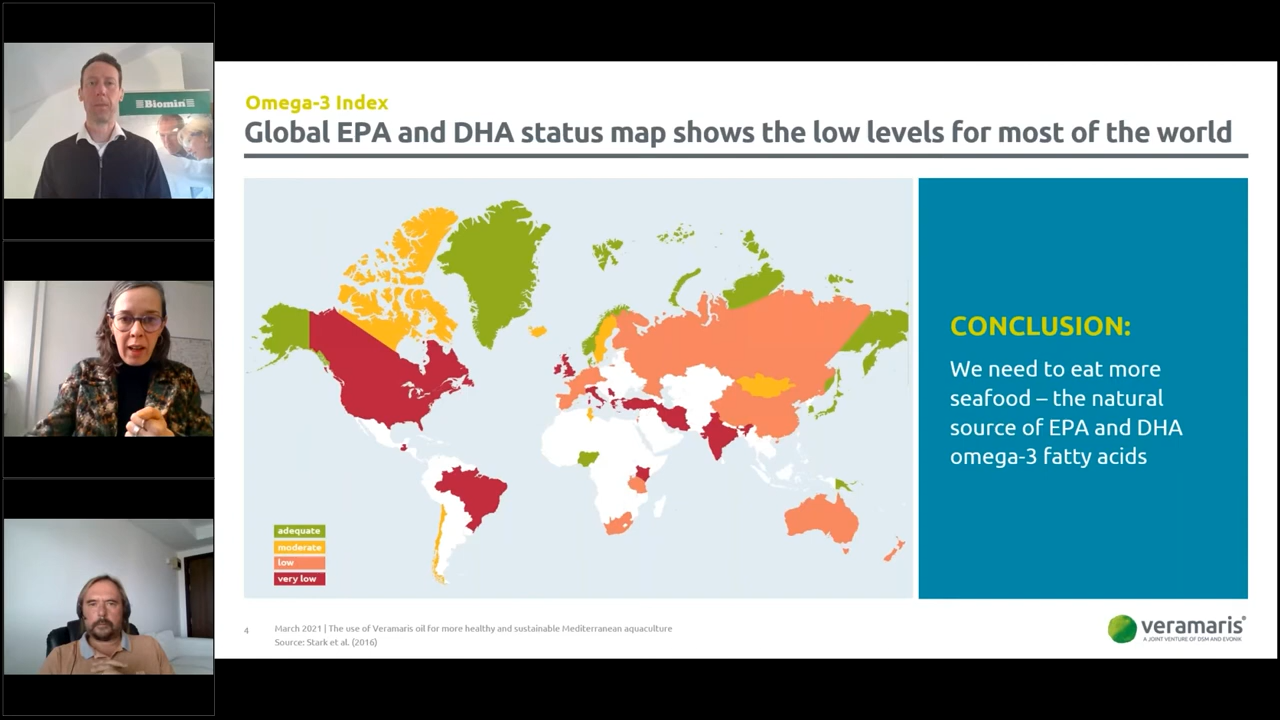 Biomin
Omega-3 Index
Global EPA and DHA status map shows the low levels for most of the world
adequate
moderate
low
very low
CONCLUSION:
We need to eat more
seafood – the natural
source of EPA and DHA
omega-3 fatty acids
4
March 2021 | The use of Veramaris oil for more healthy and sustainable Mediterranean aquaculture
Source: Stark et al. (2016)
veramaris®
A JOINT VENTURE OF DSM AND EVONIK